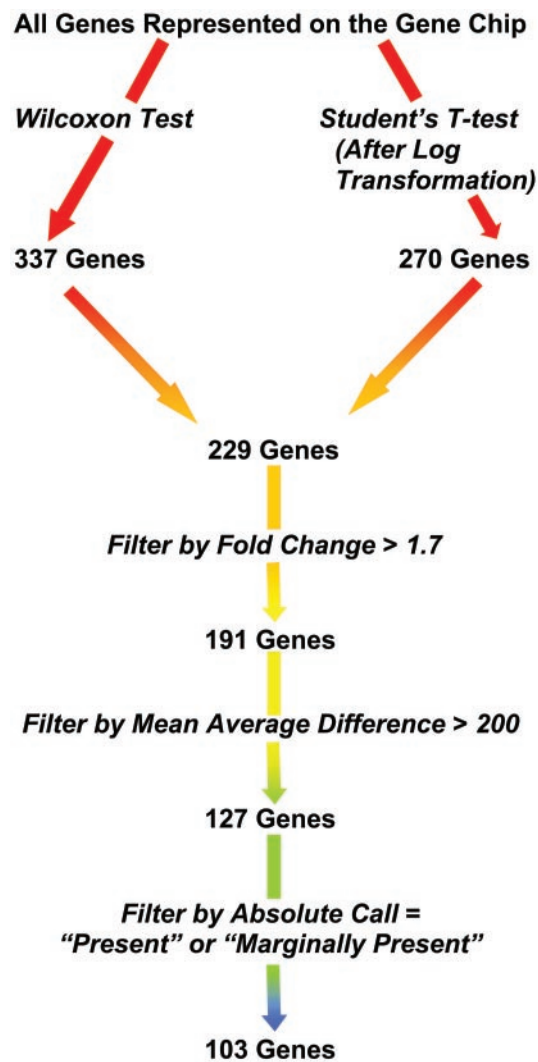 All Genes Represented on the Gene Chip
Wilcoxon Test
Student’s T-test
(After Log
Transformation)
337 Genes
270 Genes
229 Genes
Filter by Fold Change > 1.7
191 Genes
Filter by Mean Average Difference > 200
127 Genes
Filter by Absolute Call =
“Present” or “Marginally Present”
103 Genes